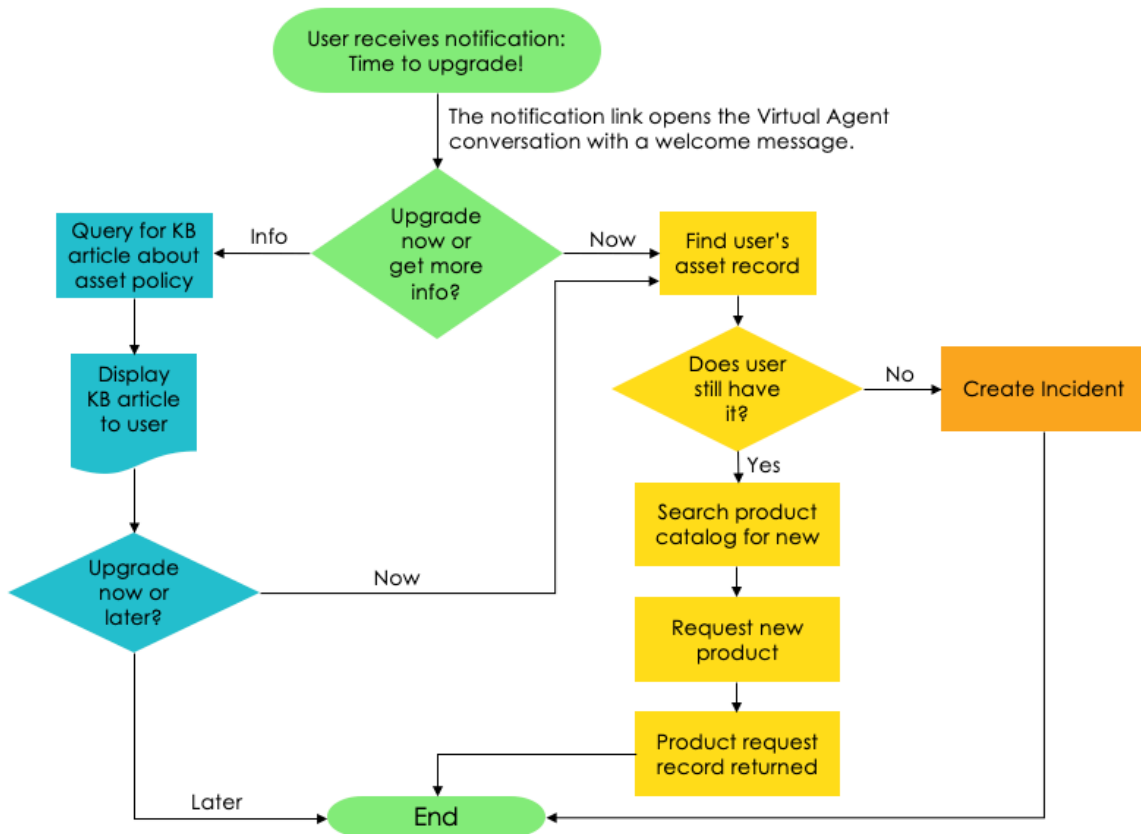 User receives notification:
Time to upgrade!
The notification link opens the Virtual Agent
conversation with a welcome message.
Upgrade
now or
get more
info?
Info
Now
Query for KB
article about
asset policy
Find user's
asset record
Display
KB article
to user
Does user
still have
it?
No
Create Incident
Yes
Search product
catalog for new
Upgrade
now or
later?
Now
Request new
product
Product request
record returned
Later
End